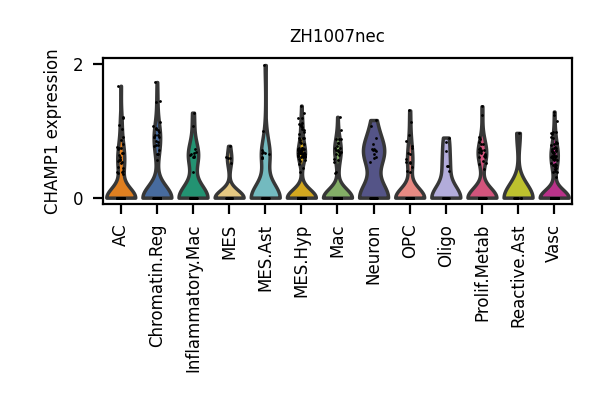 ZH1007nec
CHAMP1 expression
2
0
AC
Chromatin.Reg
Inflammatory.Mac
MES
MES.Ast
MES.Hyp
Mac
Neuron
OPC
Oligo
Prolif.Metab
Reactive.Ast
Vasc